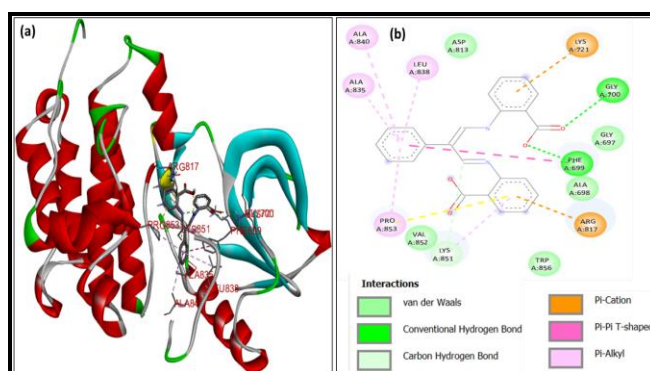 (a)
ARG817
PHE699
ALA835
(b)
ALA
A:840
ASP
A:813
LYS
A:721
LEU
A:838
ALA
A:835
GLY
A:700
GLY
A:697
PHE
A:699
ALA
A:698
PRO
A:853
VAL
A:852
LYS
A:851
ARG
A:817
TRP
A:856
Interactions
van der Waals
Conventional Hydrogen Bond
Carbon Hydrogen Bond
Pi-Cation
Pi-Pi T-shaped
Pi-Alkyl